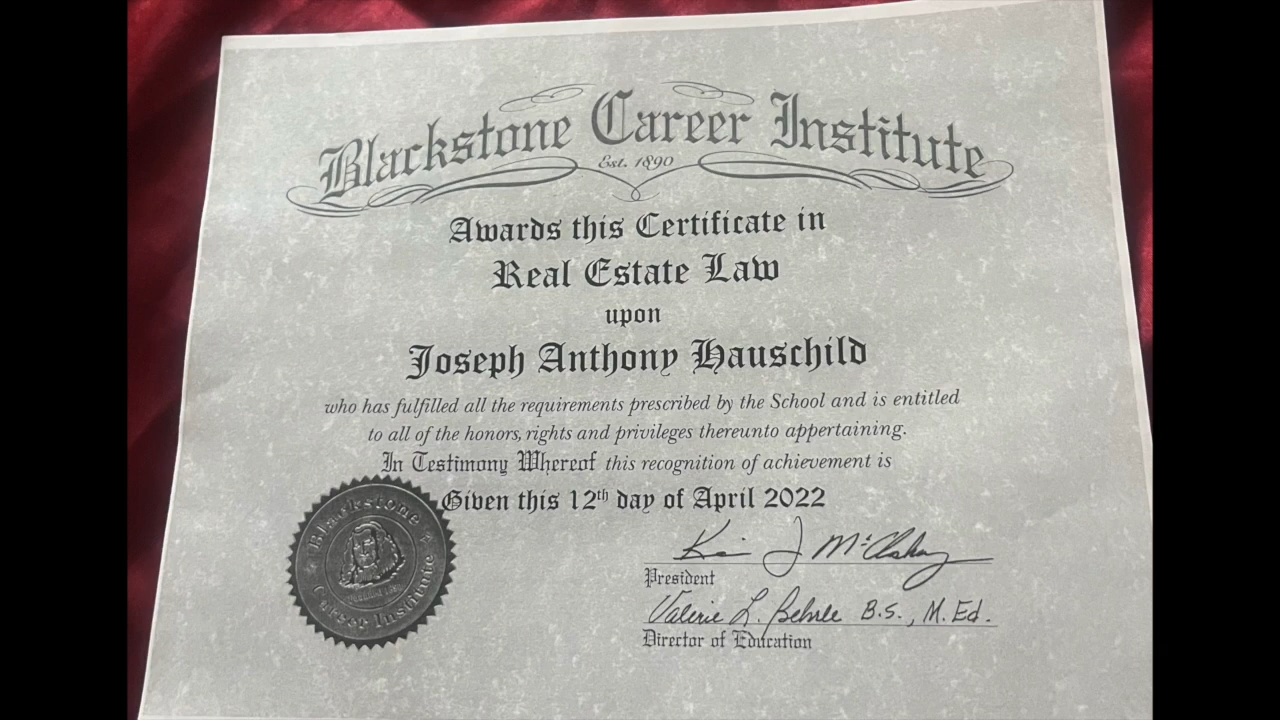 Blackstone Career Institute
Est. 1890
Awards this Certificate in
Real Estate Law
upon
Joseph Anthony Hauschild
who has fulfilled all the requirements prescribed by the School and is entitled
to all of the honors, rights and privileges thereunto appertaining.
In Testimony Whereof this recognition of achievement is
Given this 12th day of April 2022
Blackstone
Career Institute
President
Valerie L. Behrle B.S., M.Ed.
Director of Education